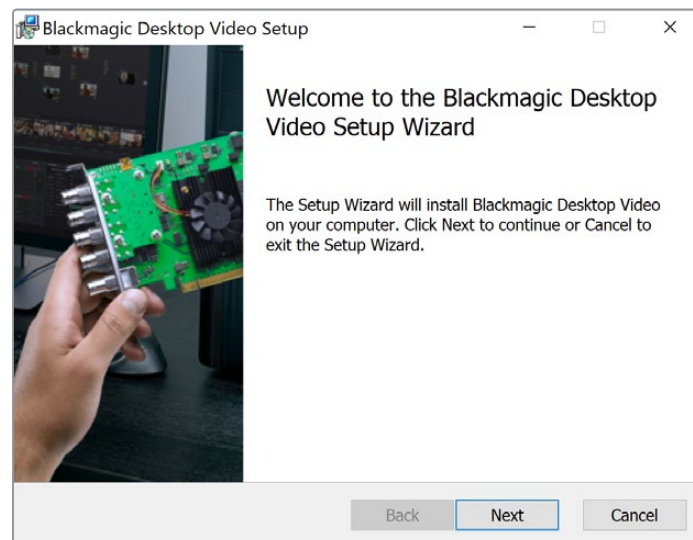 Blackmagic Desktop Video Setup
Welcome to the Blackmagic Desktop
Video Setup Wizard
The Setup Wizard will install Blackmagic Desktop Video
on your computer. Click Next to continue or Cancel to
exit the Setup Wizard.
Back Next Cancel